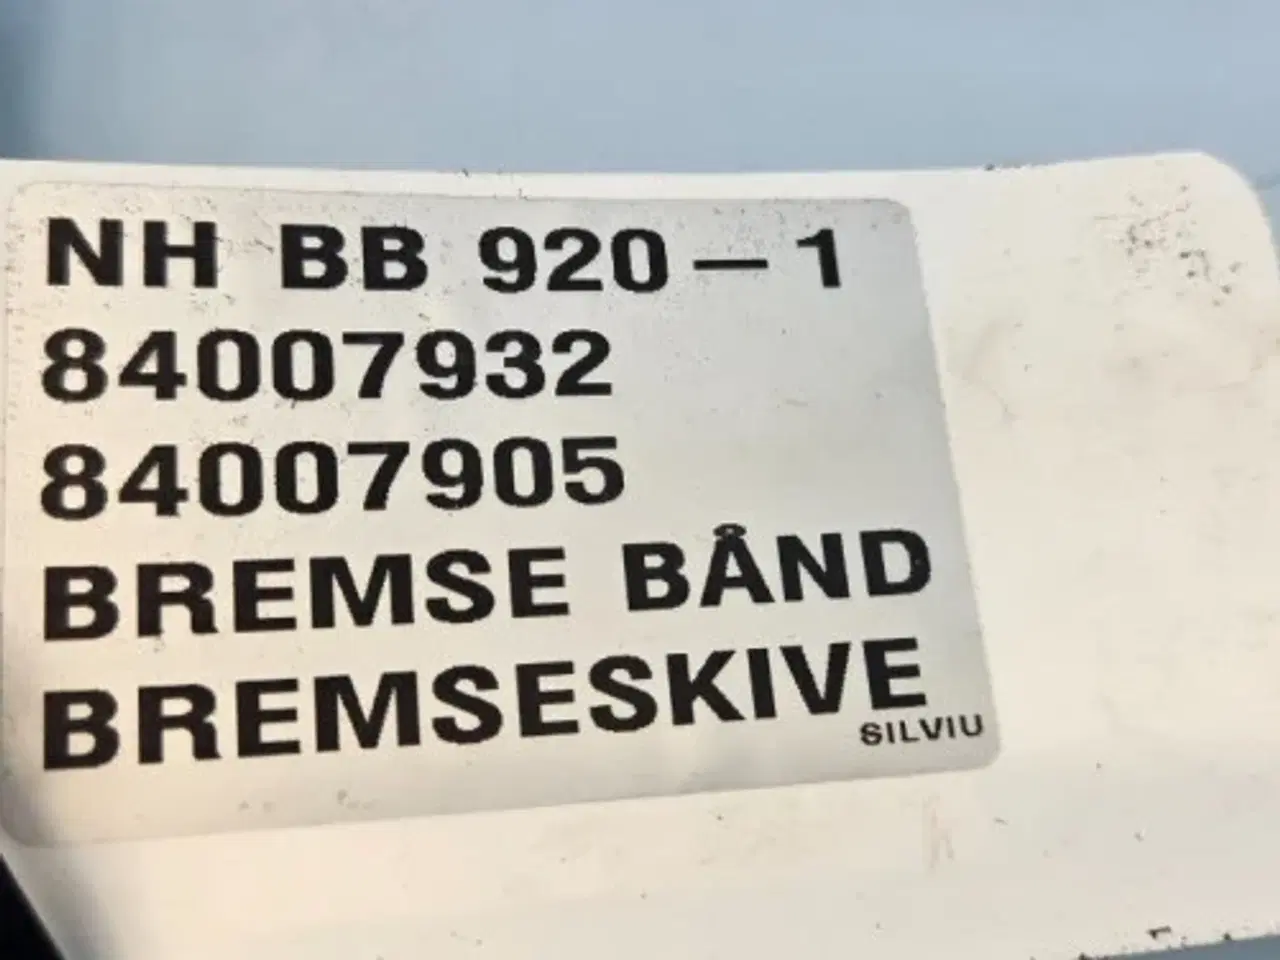 NH BB 920-1
84007932
84007905
BREMSE BÅND
BREMSESKIVE
SILVIU